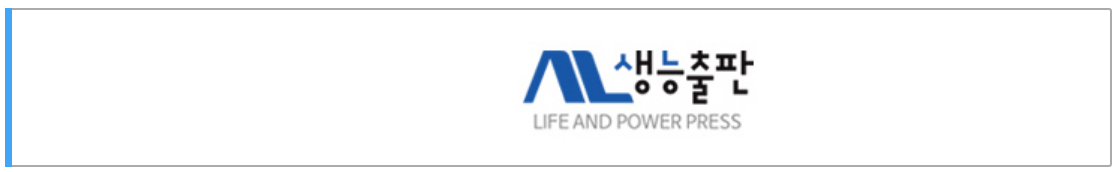 생능출판
LIFE AND POWER PRESS